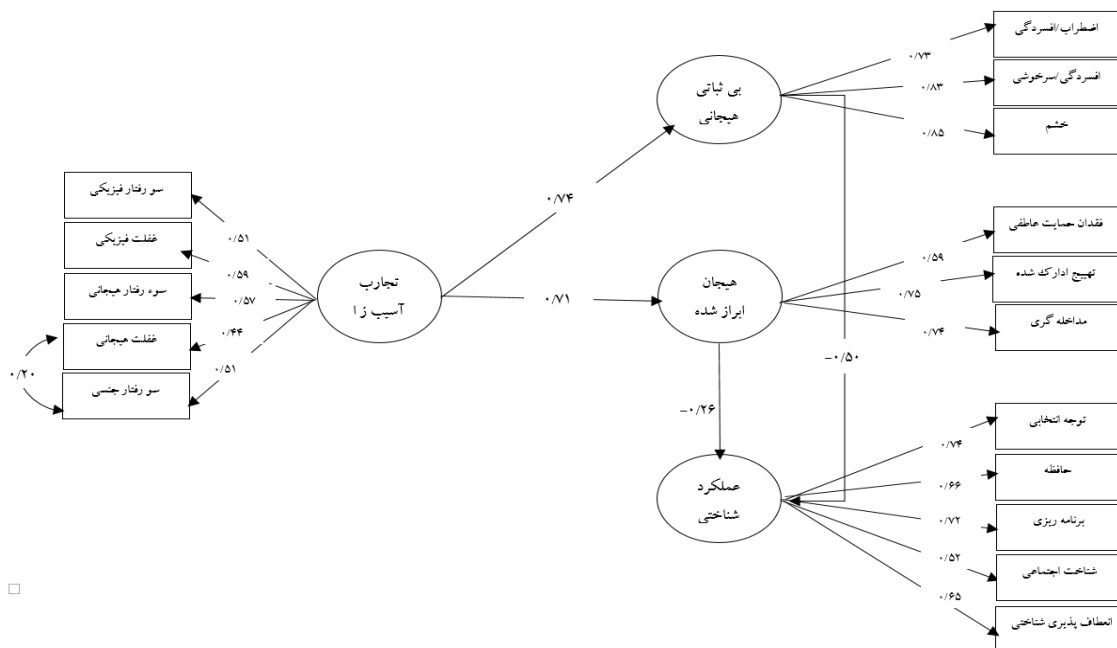 اضطراب/افسردگی
۰/۷۳
افسردگی/سرخوشی
۰/۸۳
خشم
۰/۸۵
بی ثباتی
هیجانی
۰/۷۴
سو رفتار فیزیکی
۰/۵۱
غفلت فیزیکی
۰/۵۹
سوء رفتار هیجانی
۰/۵۷
غفلت هیجانی
۰/۴۴
سو رفتار جنسی
۰/۵۱
۰/۲۰
تجارب
آسیب ز ا
۰/۷۱
هیجان
ابراز شده
فقدان حمایت عاطفی
۰/۵۹
تهییج ادارک شده
۰/۷۵
مداخله گری
۰/۷۴
−۰/۵۰
−۰/۲۶
عملکرد
شناختی
توجه انتخابی
۰/۷۴
حافظه
۰/۶۶
برنامه ریزی
۰/۷۲
شناخت اجتماعی
۰/۵۲
انعطاف پذیری شناختی
۰/۶۵